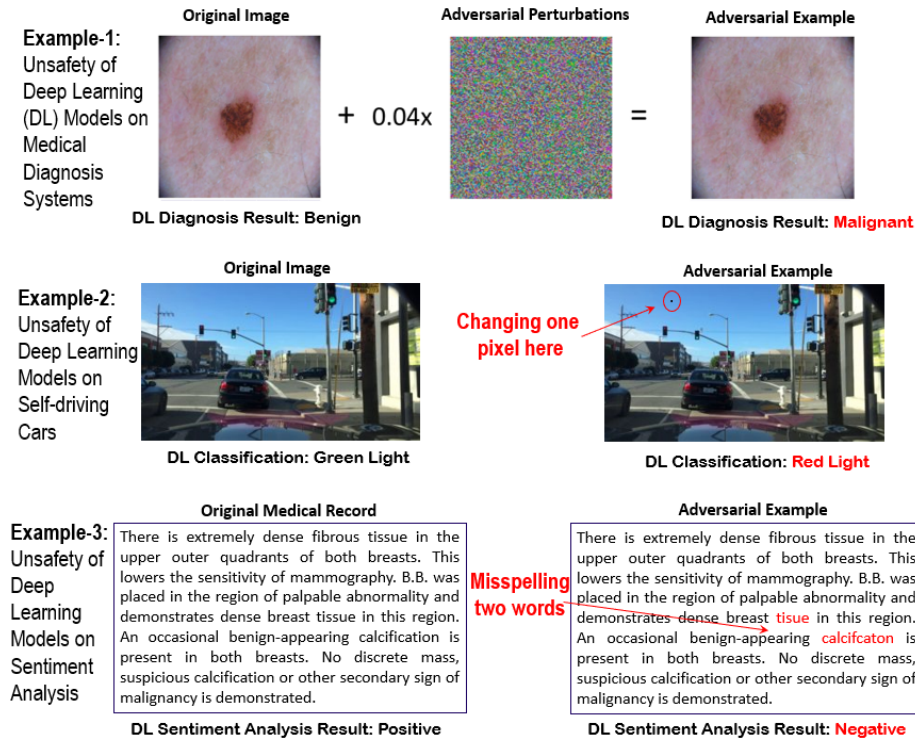 Original Image
Adversarial Perturbations
Adversarial Example
Example-1:
Unsafety of
Deep Learning
(DL) Models on
Medical
Diagnosis
Systems
+ 0.04x
=
DL Diagnosis Result: Benign
DL Diagnosis Result: Malignant
Original Image
Adversarial Example
Example-2:
Unsafety of
Deep Learning
Models on
Self-driving
Cars
Changing one
pixel here
DL Classification: Green Light
DL Classification: Red Light
Original Medical Record
Adversarial Example
Example-3:
Unsafety of
Deep
Learning
Models on
Sentiment
Analysis
There is extremely dense fibrous tissue in the
upper outer quadrants of both breasts. This
lowers the sensitivity of mammography. B.B. was
placed in the region of palpable abnormality and
demonstrates dense breast tissue in this region.
An occasional benign-appearing calcification is
present in both breasts. No discrete mass,
suspicious calcification or other secondary sign of
malignancy is demonstrated.
Misspelling
two words
There is extremely dense fibrous tissue in the
upper outer quadrants of both breasts. This
lowers the sensitivity of mammography. B.B. was
placed in the region of palpable abnormality and
demonstrates dense breast tisue in this region.
An occasional benign-appearing calcifcaton is
present in both breasts. No discrete mass,
suspicious calcification or other secondary sign of
malignancy is demonstrated.
DL Sentiment Analysis Result: Positive
DL Sentiment Analysis Result: Negative